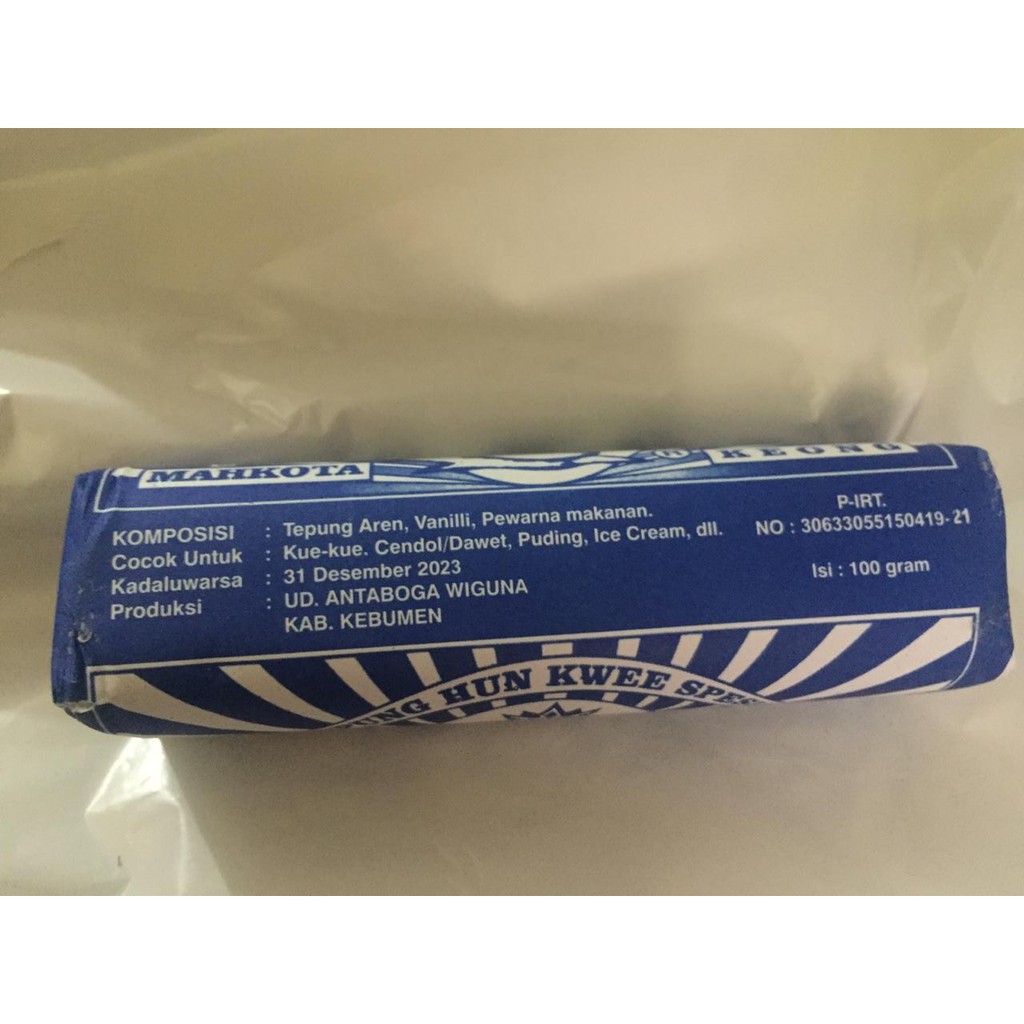 MAHKOTA ® KEONG
KOMPOSISI : Tepung Aren, Vanilli, Pewarna makanan.
Cocok Untuk : Kue-kue. Cendol/Dawet, Puding, Ice Cream, dll.
Kadaluwarsa : 31 Desember 2023
Produksi : UD. ANTABOGA WIGUNA
KAB. KEBUMEN
P-IRT.
NO : 30633055150419-21
Isi : 100 gram
HUN KWEE